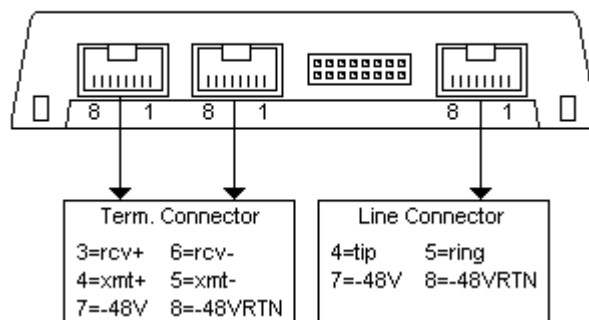 8 1 8 1 8 1
Term. Connector
3=rcv+ 6=rcv-
4=xmt+ 5=xmt-
7=-48V 8=-48VRTN
Line Connector
4=tip 5=ring
7=-48V 8=-48VRTN